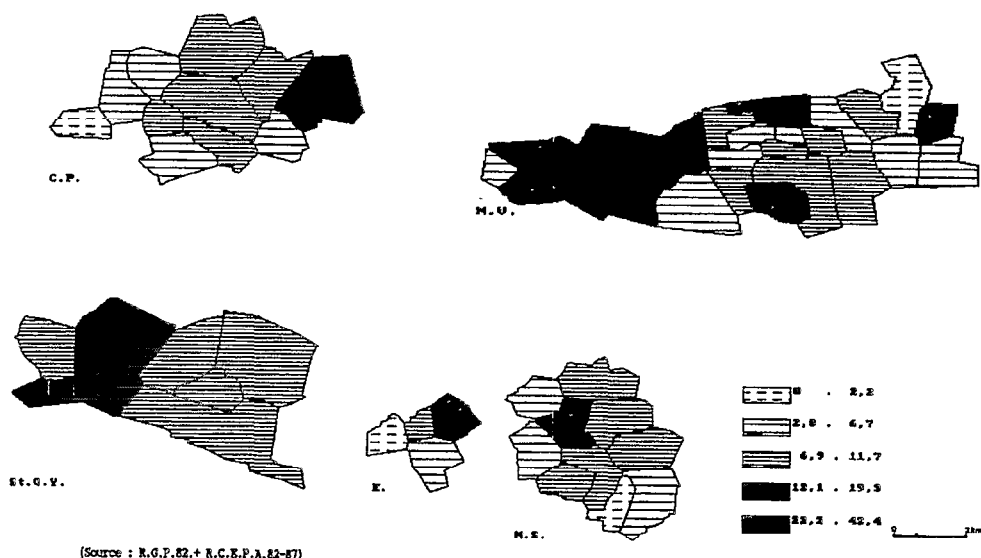 C.P.
M.U.
St.G.Y.
E.
M.E.
0 . 2,2
2,8 . 6,7
6,9 . 11,7
12,1 . 19,5
22,2 . 42,4
0 2km
(Source : R.G.P.82.+ R.C.E.P.A.82-87)